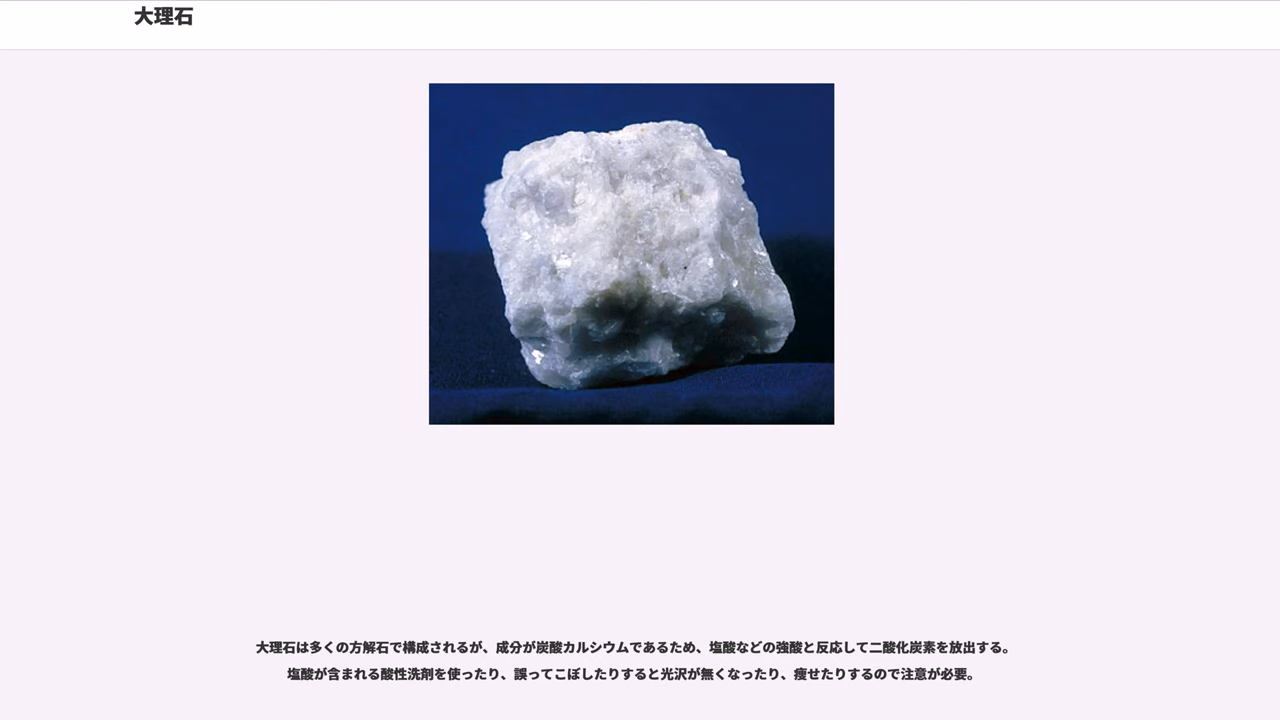 大理石
大理石は多くの方解石で構成されるが、成分が炭酸カルシウムであるため、塩酸などの強酸と反応して二酸化炭素を放出する。
塩酸が含まれる酸性洗剤を使ったり、誤ってこぼしたりすると光沢が無くなったり、痩せたりするので注意が必要。